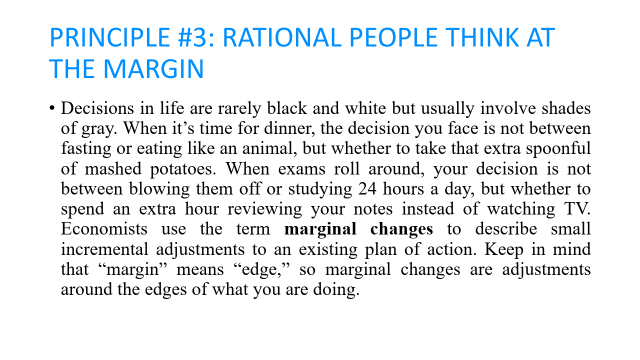 PRINCIPLE #3: RATIONAL PEOPLE THINK AT
THE MARGIN
• Decisions in life are rarely black and white but usually involve shades
of gray. When it’s time for dinner, the decision you face is not between
fasting or eating like an animal, but whether to take that extra spoonful
of mashed potatoes. When exams roll around, your decision is not
between blowing them off or studying 24 hours a day, but whether to
spend an extra hour reviewing your notes instead of watching TV.
Economists use the term marginal changes to describe small
incremental adjustments to an existing plan of action. Keep in mind
that “margin” means “edge,” so marginal changes are adjustments
around the edges of what you are doing.